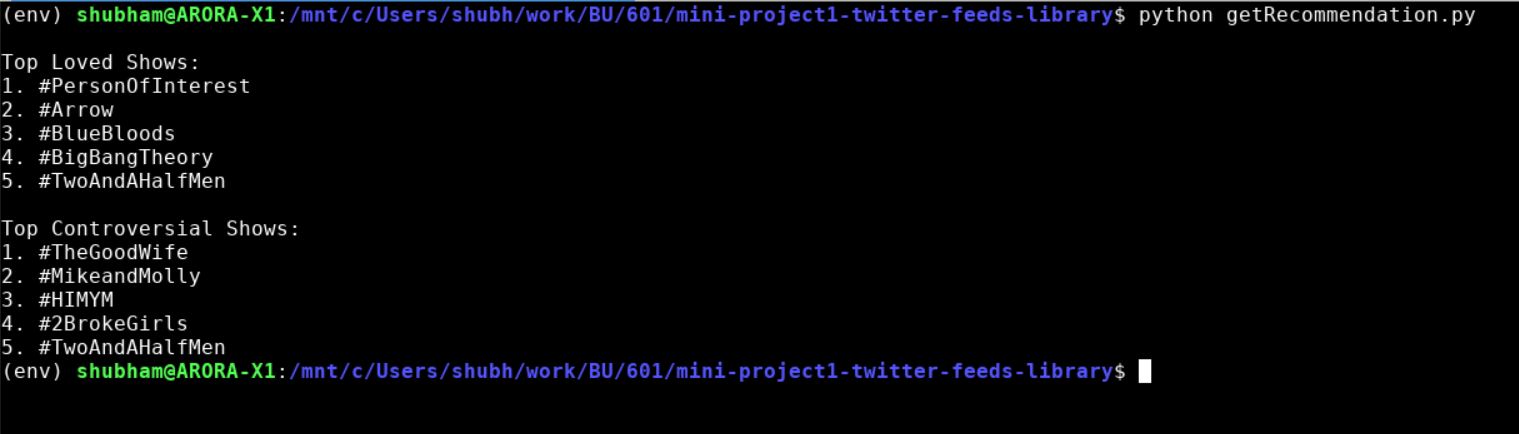 (env) shubham@ARORA-X1:/mnt/c/Users/shubh/work/BU/601/mini-project1-twitter-feeds-library$ python getRecommendation.py
Top Loved Shows:
1. #PersonOfInterest
2. #Arrow
3. #BlueBloods
4. #BigBangTheory
5. #TwoAndAHalfMen
Top Controversial Shows:
1. #TheGoodWife
2. #MikeandMolly
3. #HIMYM
4. #2BrokeGirls
5. #TwoAndAHalfMen
(env) shubham@ARORA-X1:/mnt/c/Users/shubh/work/BU/601/mini-project1-twitter-feeds-library$